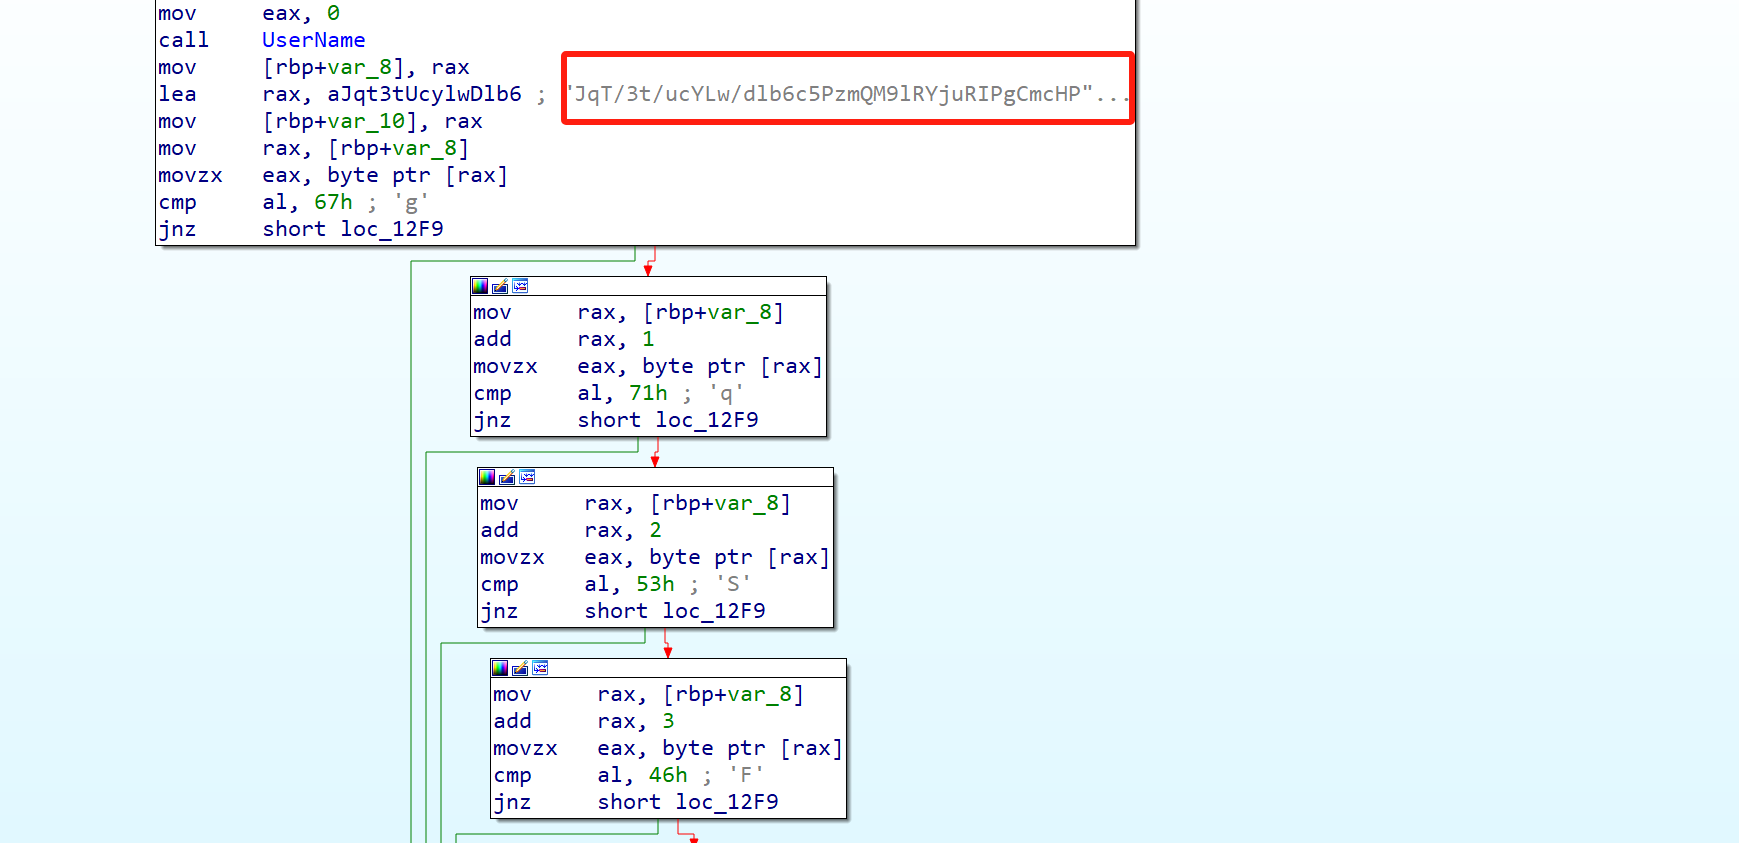 mov eax, 0
call UserName
mov [rbp+var_8], rax
lea rax, aJqt3tUcylwDlb6 ; "JqT/3t/ucYLw/dlb6c5PzmQM9lRYjuRIPgCmcHP"...
mov [rbp+var_10], rax
mov rax, [rbp+var_8]
movzx eax, byte ptr [rax]
cmp al, 67h ; 'g'
jnz short loc_12F9
mov rax, [rbp+var_8]
add rax, 1
movzx eax, byte ptr [rax]
cmp al, 71h ; 'q'
jnz short loc_12F9
mov rax, [rbp+var_8]
add rax, 2
movzx eax, byte ptr [rax]
cmp al, 53h ; 'S'
jnz short loc_12F9
mov rax, [rbp+var_8]
add rax, 3
movzx eax, byte ptr [rax]
cmp al, 46h ; 'F'
jnz short loc_12F9